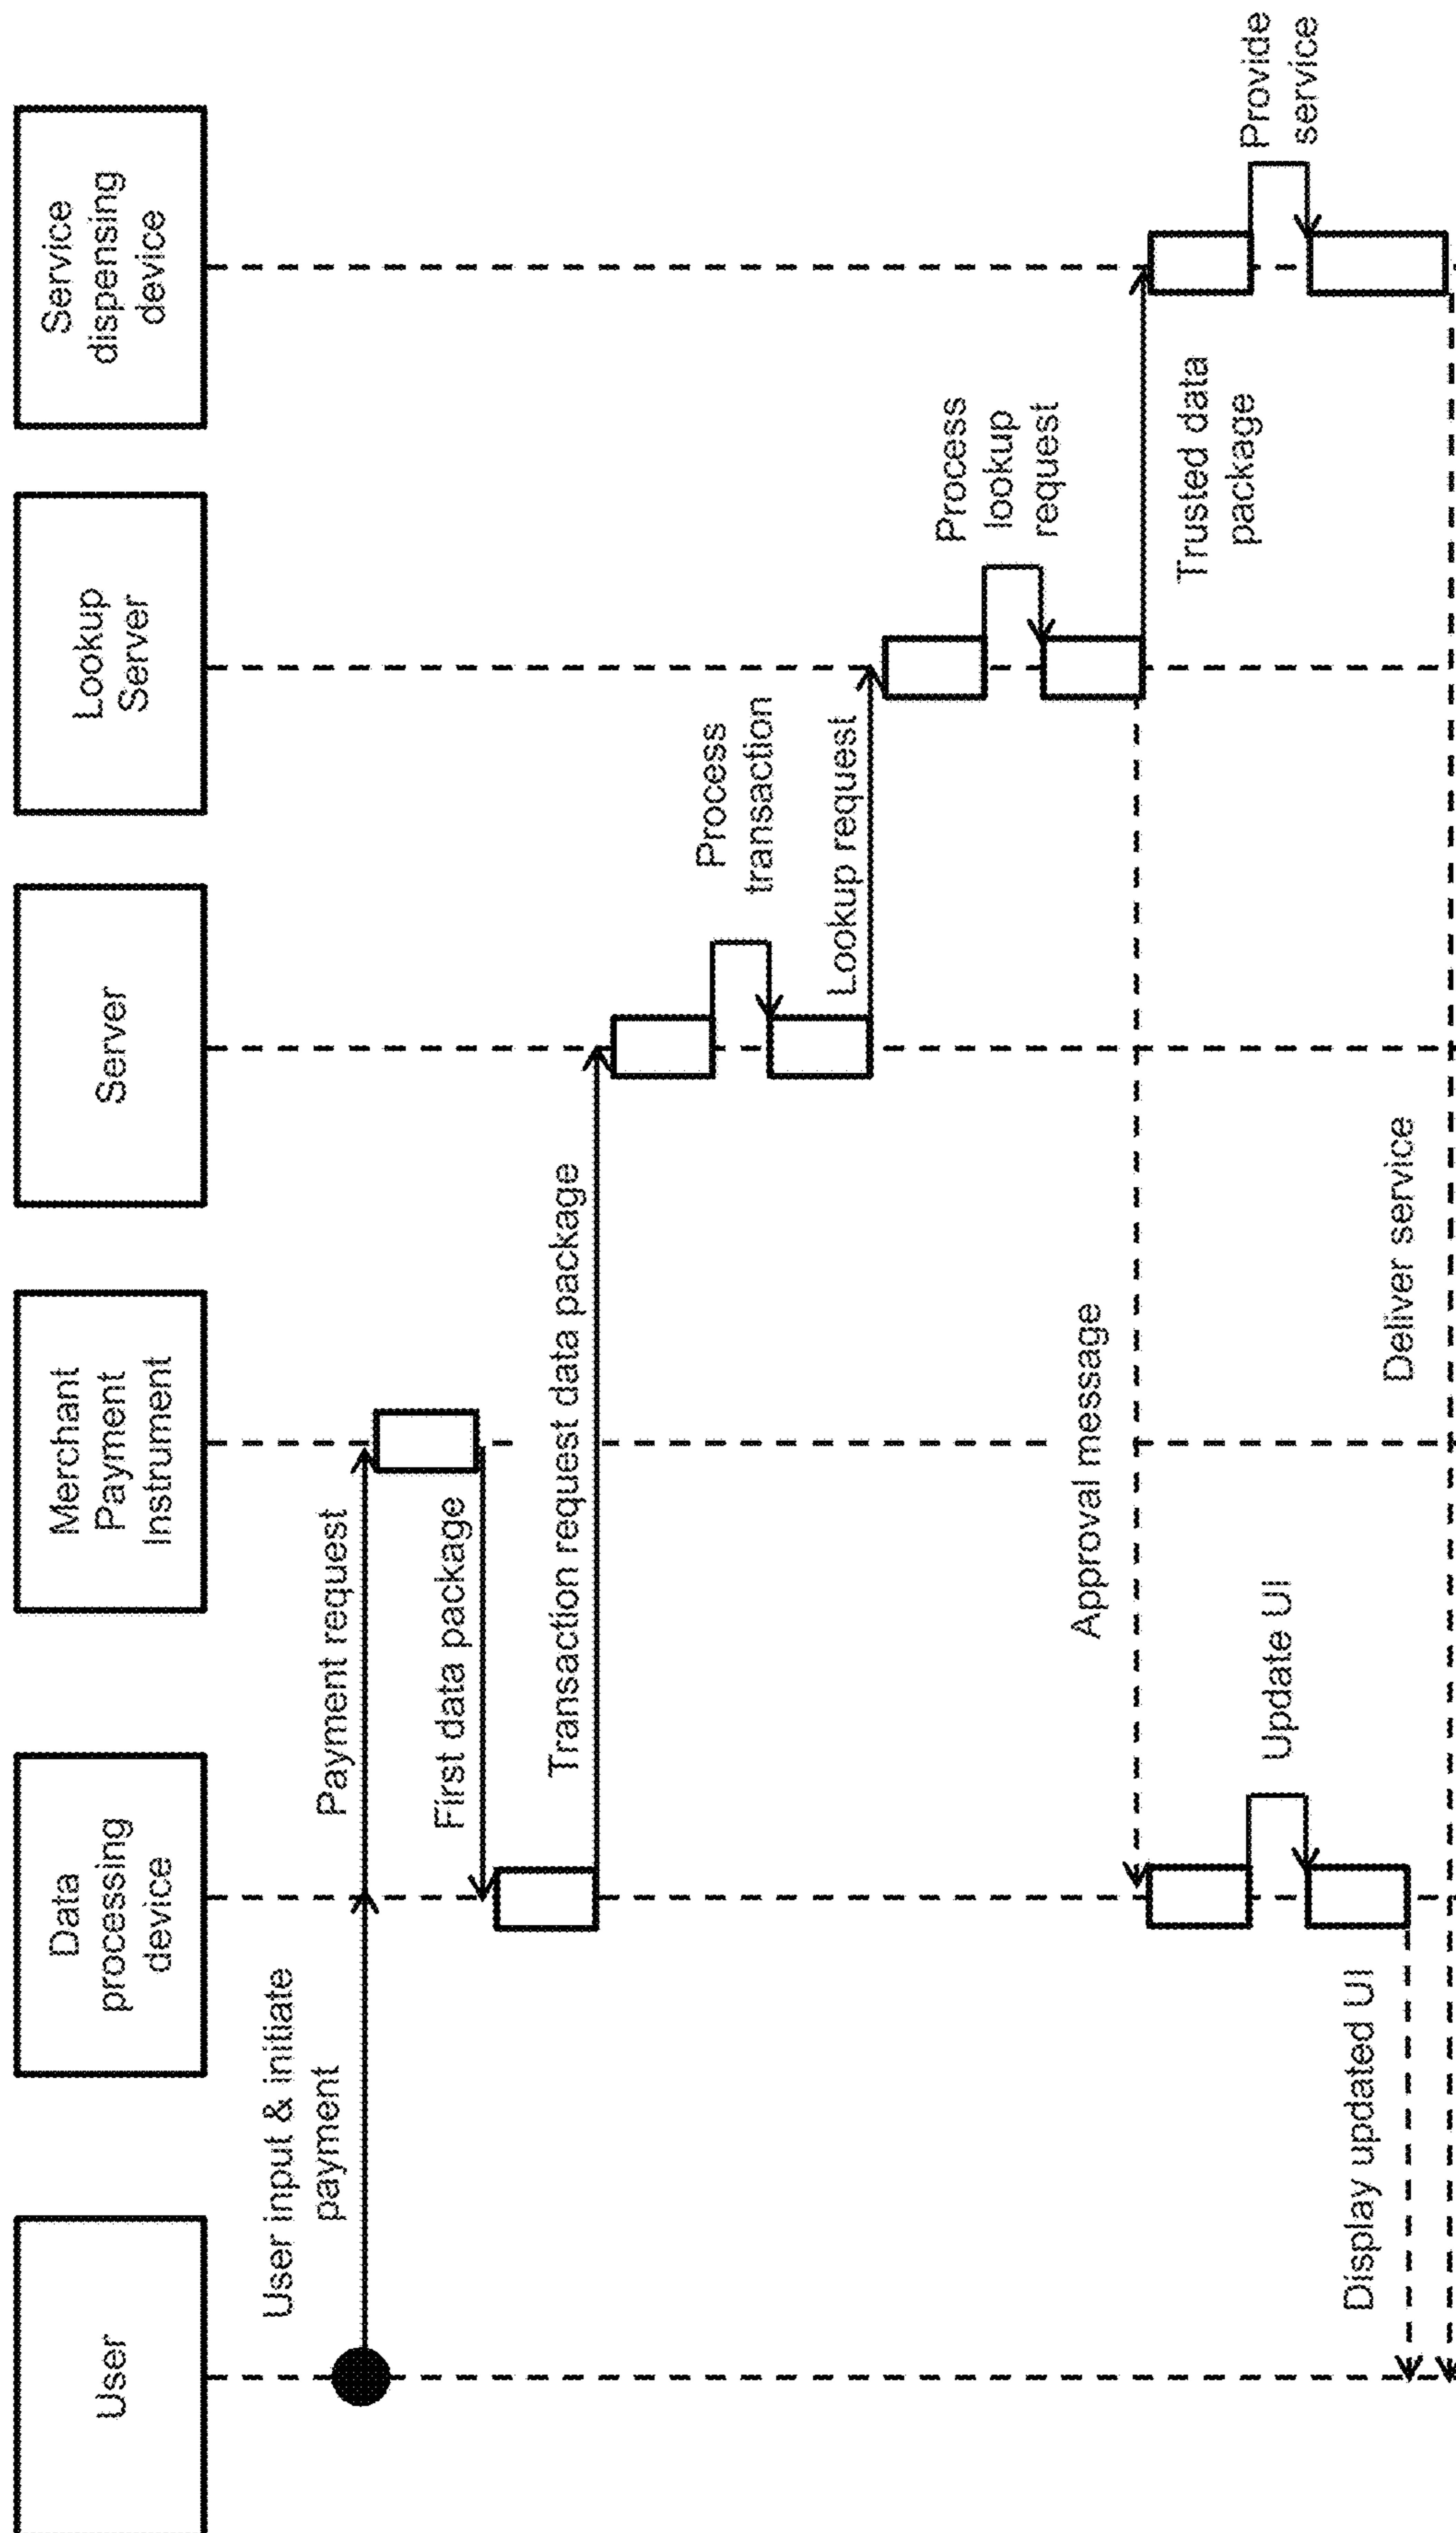 User
Data
processing
device
Merchant
Payment
Instrument
Server
Lookup
Server
Service
dispensing
device
User input & initiate
payment
Payment request
First data package
Transaction request data package
Process
transaction
Lookup request
Process
lookup
request
Approval message
Trusted data
package
Update UI
Provide
service
Display updated UI
Deliver service